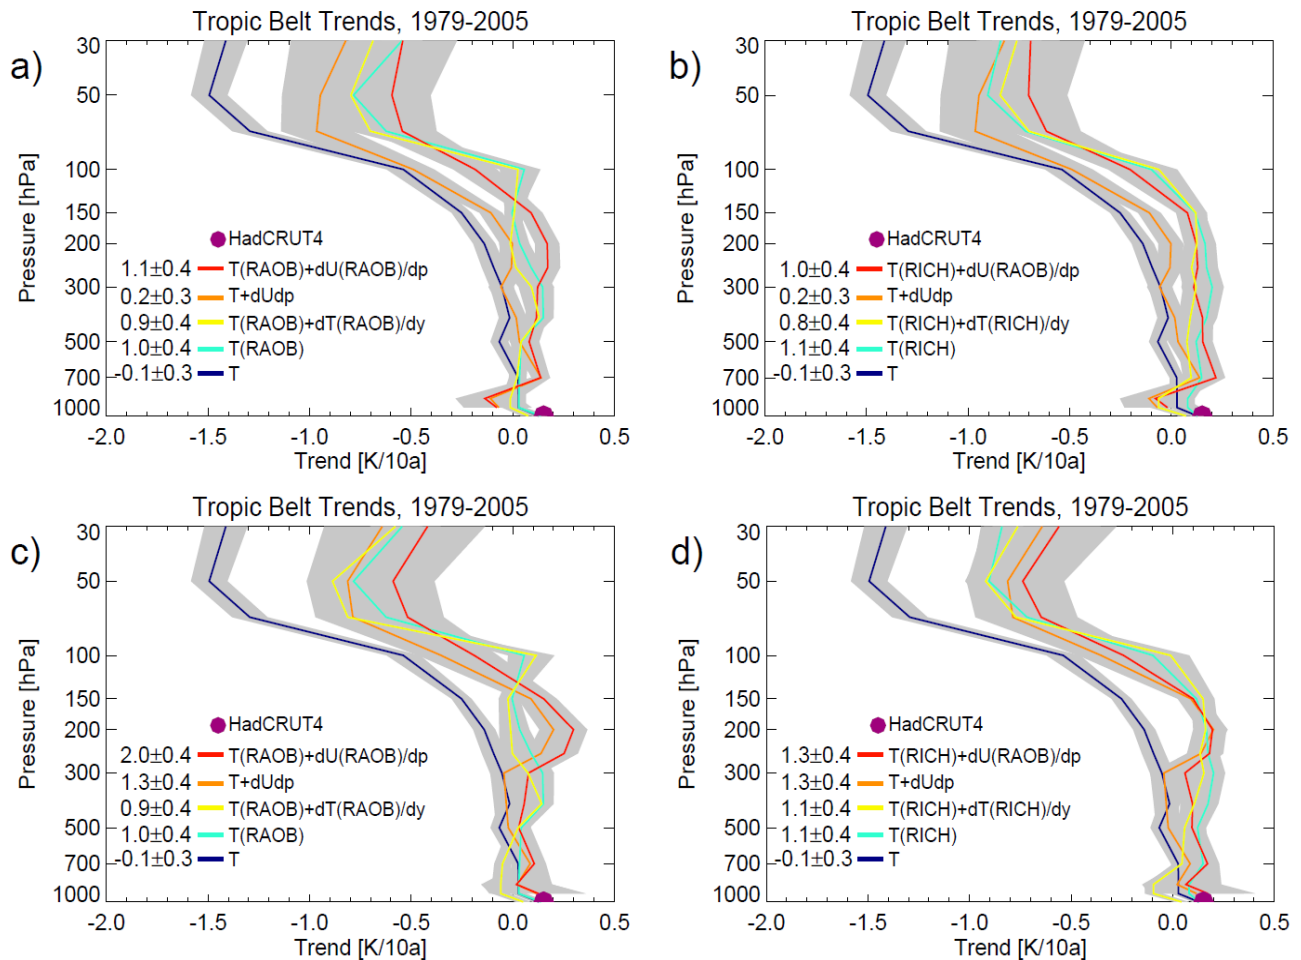 Tropic Belt Trends, 1979-2005
a)
Pressure [hPa]
30
50
100
150
200
300
500
700
1000
HadCRUT4
1.1±0.4 T(RAOB)+dU(RAOB)/dp
0.2±0.3 T+dUdp
0.9±0.4 T(RAOB)+dT(RAOB)/dy
1.0±0.4 T(RAOB)
-0.1±0.3 T
-2.0 -1.5 -1.0 -0.5 0.0 0.5
Trend [K/10a]
Tropic Belt Trends, 1979-2005
b)
Pressure [hPa]
30
50
100
150
200
300
500
700
1000
HadCRUT4
1.0±0.4 T(RICH)+dU(RAOB)/dp
0.2±0.3 T+dUdp
0.8±0.4 T(RICH)+dT(RICH)/dy
1.1±0.4 T(RICH)
-0.1±0.3 T
-2.0 -1.5 -1.0 -0.5 0.0 0.5
Trend [K/10a]
Tropic Belt Trends, 1979-2005
c)
Pressure [hPa]
30
50
100
150
200
300
500
700
1000
HadCRUT4
2.0±0.4 T(RAOB)+dU(RAOB)/dp
1.3±0.4 T+dUdp
0.9±0.4 T(RAOB)+dT(RAOB)/dy
1.0±0.4 T(RAOB)
-0.1±0.3 T
-2.0 -1.5 -1.0 -0.5 0.0 0.5
Trend [K/10a]
Tropic Belt Trends, 1979-2005
d)
Pressure [hPa]
30
50
100
150
200
300
500
700
1000
HadCRUT4
1.3±0.4 T(RICH)+dU(RAOB)/dp
1.3±0.4 T+dUdp
1.1±0.4 T(RICH)+dT(RICH)/dy
1.1±0.4 T(RICH)
-0.1±0.3 T
-2.0 -1.5 -1.0 -0.5 0.0 0.5
Trend [K/10a]